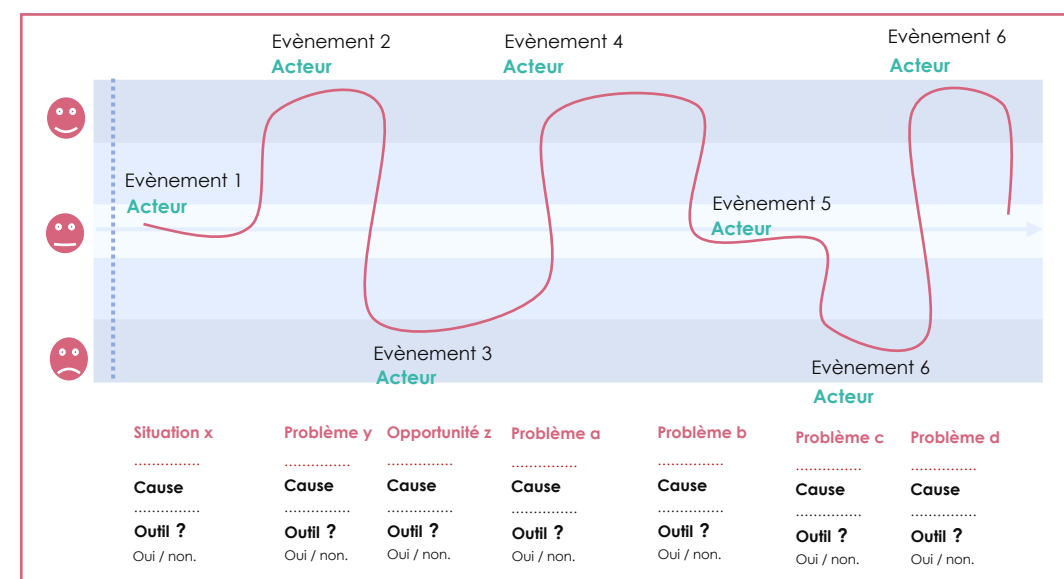 Evènement 2
Acteur
Evènement 4
Acteur
Evènement 6
Acteur
Evènement 1
Acteur
Evènement 5
Acteur
Evènement 3
Acteur
Evènement 6
Acteur
Situation x
...............
Cause
...............
Outil ?
Oui / non.
Problème y
...............
Cause
...............
Outil ?
Oui / non.
Opportunité z
...............
Cause
...............
Outil ?
Oui / non.
Problème a
...............
Cause
...............
Outil ?
Oui / non.
Problème b
...............
Cause
...............
Outil ?
Oui / non.
Problème c
...............
Cause
...............
Outil ?
Oui / non.
Problème d
...............
Cause
...............
Outil ?
Oui / non.